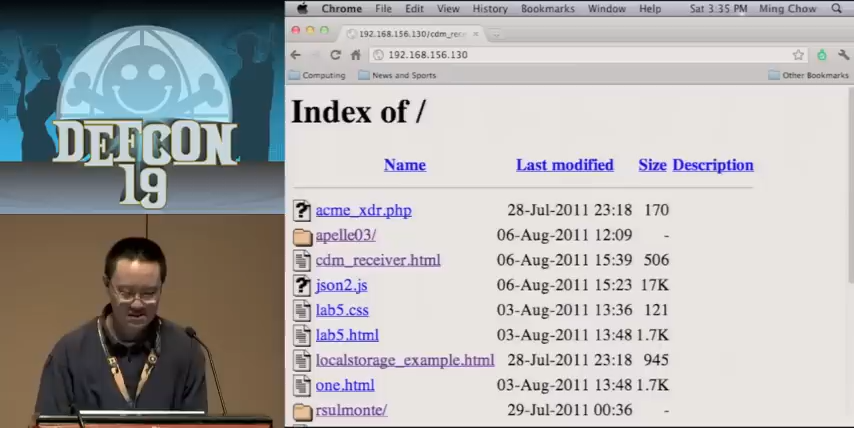 DEFCON
19
Chrome File Edit View History Bookmarks Window Help Sat 3:35 PM Ming Chow
192.168.156.130/cdm_rece
192.168.156.130
Computing News and Sports Other Bookmarks
Index of /
Name Last modified Size Description
acme_xdr.php 28-Jul-2011 23:18 170
apelle03/ 06-Aug-2011 12:09 -
cdm_receiver.html 06-Aug-2011 15:39 506
json2.js 06-Aug-2011 15:23 17K
lab5.css 03-Aug-2011 13:36 121
lab5.html 03-Aug-2011 13:48 1.7K
localstorage_example.html 28-Jul-2011 23:18 945
one.html 03-Aug-2011 13:48 1.7K
rsulmonte/ 29-Jul-2011 00:36 -